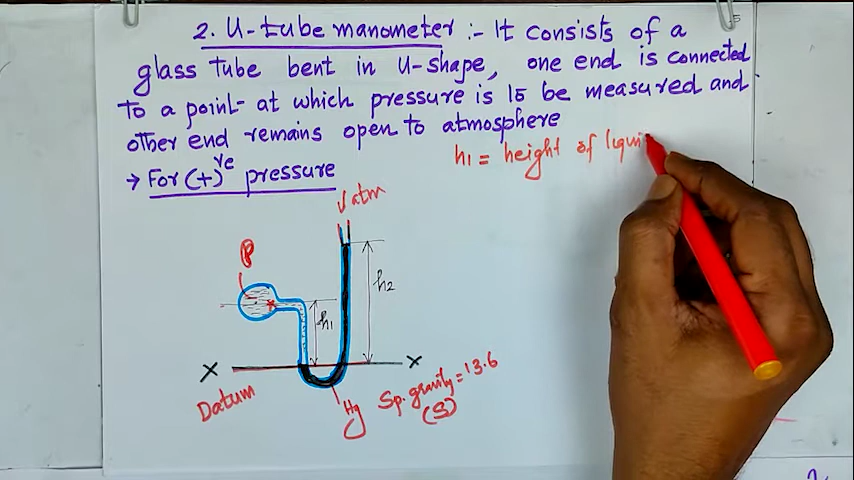 2. U-tube manometer :- It consists of a
glass tube bent in U-shape, one end is connected
to a point at which pressure is to be measured and
other end remains open to atmosphere
h1 = height of liqui
→ For (+)ve pressure
atm
P
h2
h1
X
X
Datum
Hg
Sp. gravity = 13.6
(S)